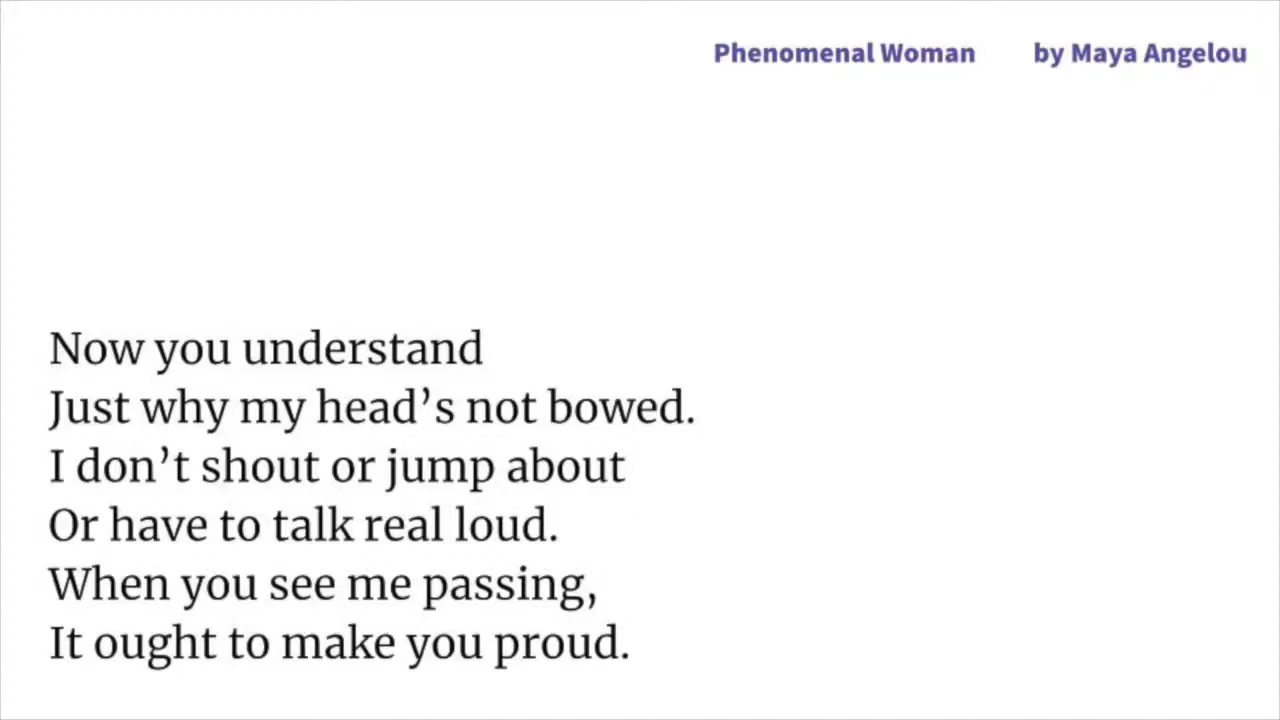 Phenomenal Woman by Maya Angelou
Now you understand
Just why my head’s not bowed.
I don’t shout or jump about
Or have to talk real loud.
When you see me passing,
It ought to make you proud.